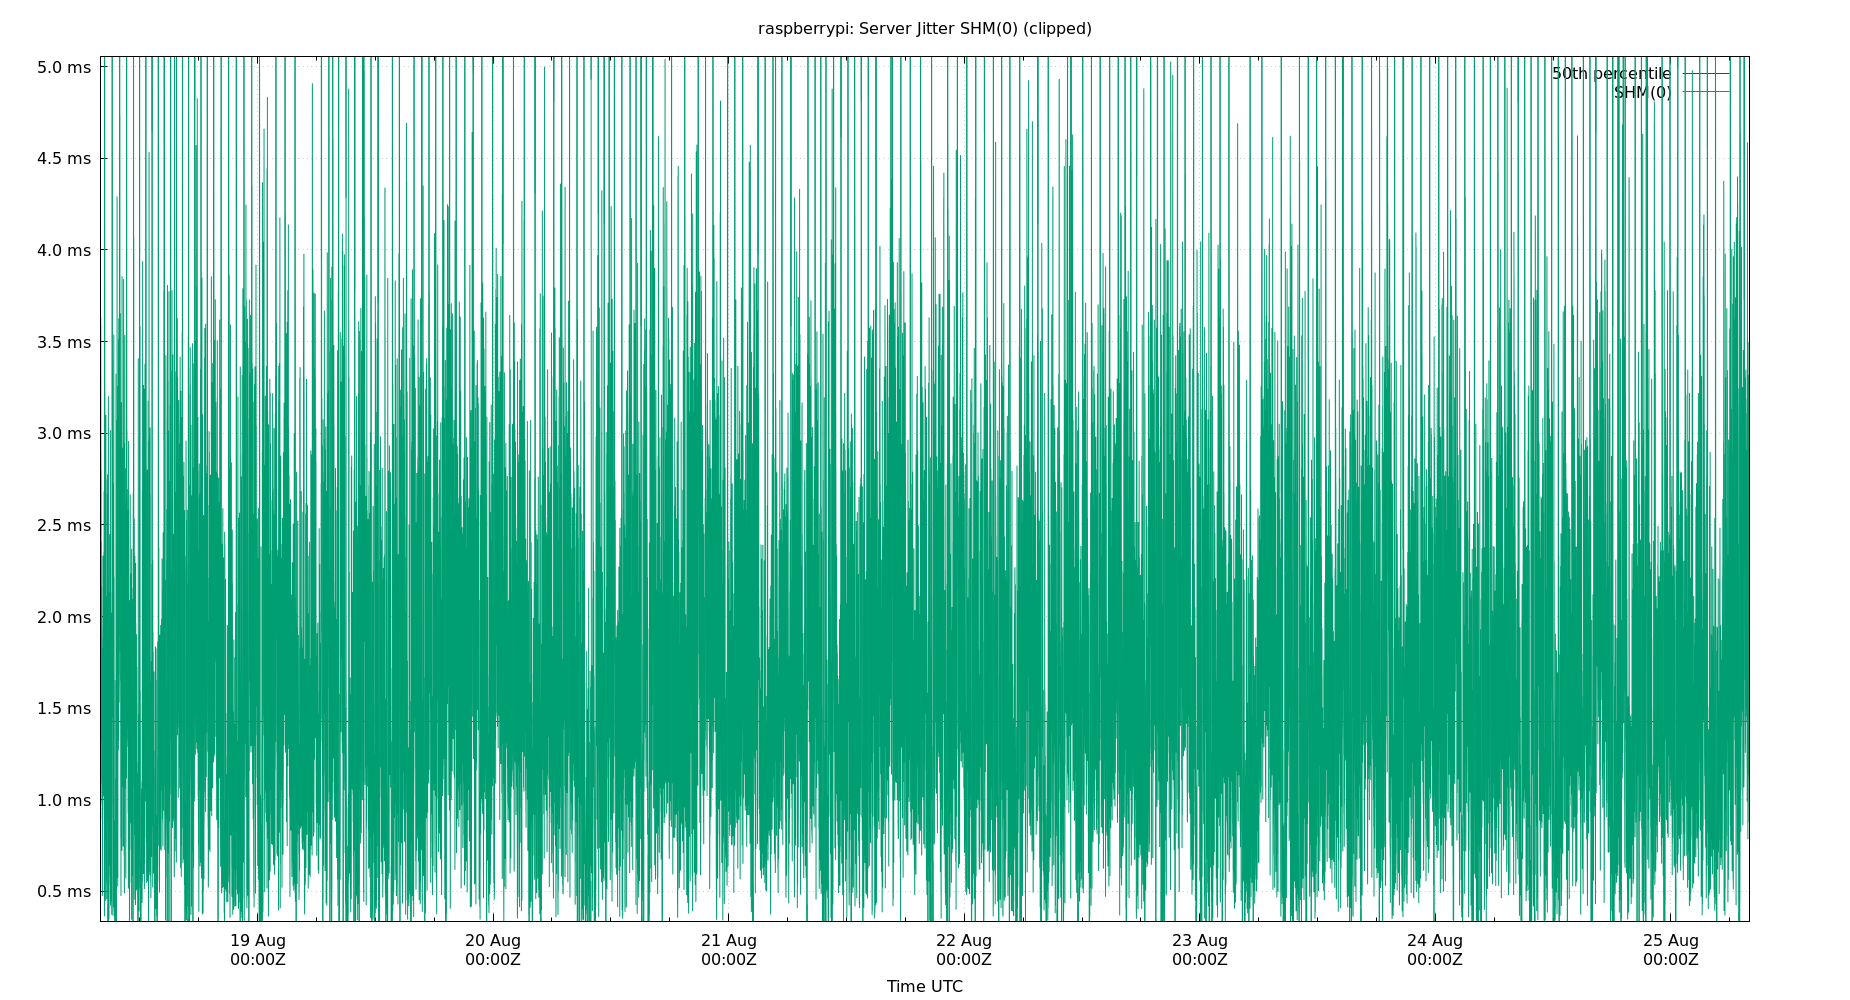 raspberrypi: Server Jitter SHM(0) (clipped)
50th percentile
SHM(0)
5.0 ms
4.5 ms
4.0 ms
3.5 ms
3.0 ms
2.5 ms
2.0 ms
1.5 ms
1.0 ms
0.5 ms
19 Aug 20 Aug 21 Aug 22 Aug 23 Aug 24 Aug 25 Aug
00:00Z 00:00Z 00:00Z 00:00Z 00:00Z 00:00Z 00:00Z
Time UTC